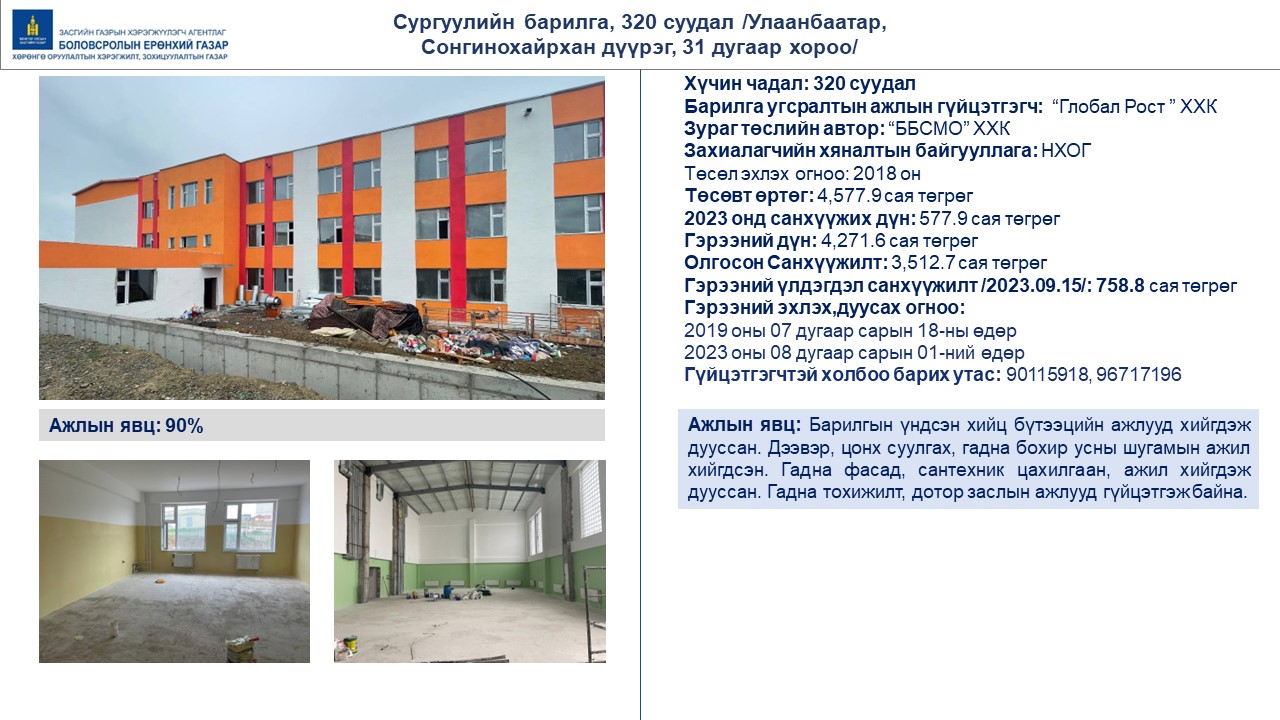 ЗАСГИЙН ГАЗРЫН ХЭРЭГЖҮҮЛЭГЧ АГЕНТЛАГ
БОЛОВСРОЛЫН ЕРӨНХИЙ ГАЗАР
ХӨРӨНГӨ ОРУУЛАЛТЫН ХЭРЭГЖИЛТ, ЗОХИЦУУЛАЛТЫН ГАЗАР
Сургуулийн барилга, 320 суудал /Улаанбаатар,
Сонгинохайрхан дүүрэг, 31 дугаар хороо/
Ажлын явц: 90%
Хүчин чадал: 320 суудал
Барилга угсралтын ажлын гүйцэтгэгч: “Глобал Рост ” ХХК
Зураг төслийн автор: “ББСМО” ХХК
Захиалагчийн хяналтын байгууллага: НХОГ
Төсөл эхлэх огноо: 2018 он
Төсөвт өртөг: 4,577.9 сая төгрөг
2023 онд санхүүжих дүн: 577.9 сая төгрөг
Гэрээний дүн: 4,271.6 сая төгрөг
Олгосон Санхүүжилт: 3,512.7 сая төгрөг
Гэрээний үлдэгдэл санхүүжилт /2023.09.15/: 758.8 сая төгрөг
Гэрээний эхлэх,дуусах огноо:
2019 оны 07 дугаар сарын 18-ны өдөр
2023 оны 08 дугаар сарын 01-ний өдөр
Гүйцэтгэгчтэй холбоо барих утас: 90115918, 96717196
Ажлын явц: Барилгын үндсэн хийц бүтээцийн ажлууд хийгдэж
дууссан. Дээвэр, цонх суулгах, гадна бохир усны шугамын ажил
хийгдсэн. Гадна фасад, сантехник цахилгаан, ажил хийгдэж
дууссан. Гадна тохижилт, дотор заслын ажлууд гүйцэтгэж байна.